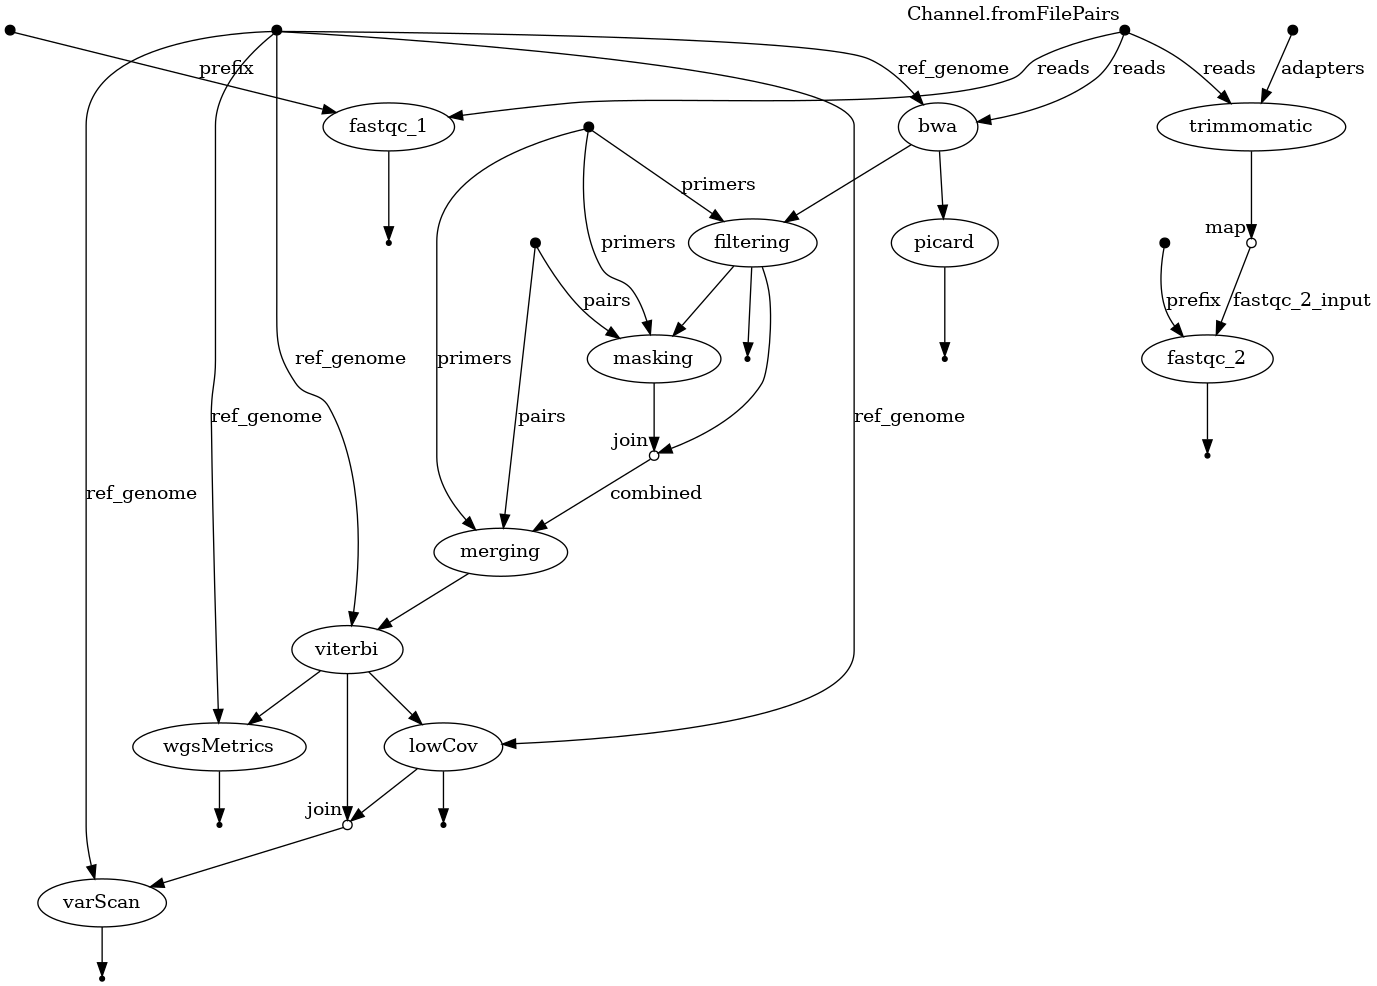 Channel.fromFilePairs
prefix
ref_genome
reads
reads
reads
adapters
fastqc_1
bwa
trimmomatic
primers
map
primers
filtering
picard
pairs
prefix
fastqc_2_input
primers
ref_genome
masking
fastqc_2
ref_genome
pairs
ref_genome
join
ref_genome
combined
merging
viterbi
wgsMetrics
lowCov
join
varScan